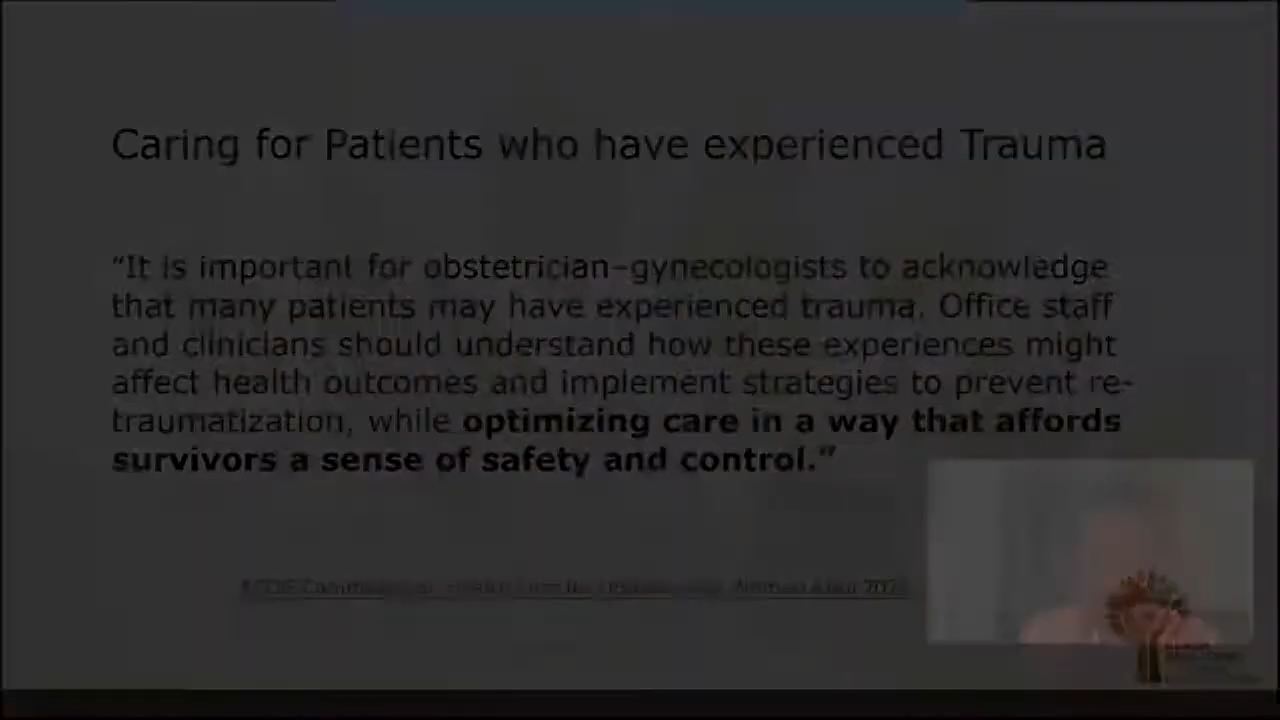 Caring for Patients who have experienced Trauma
“It is important for obstetrician–gynecologists to acknowledge
that many patients may have experienced trauma. Office staff
and clinicians should understand how these experiences might
affect health outcomes and implement strategies to prevent re-
traumatization, while optimizing care in a way that affords
survivors a sense of safety and control.”